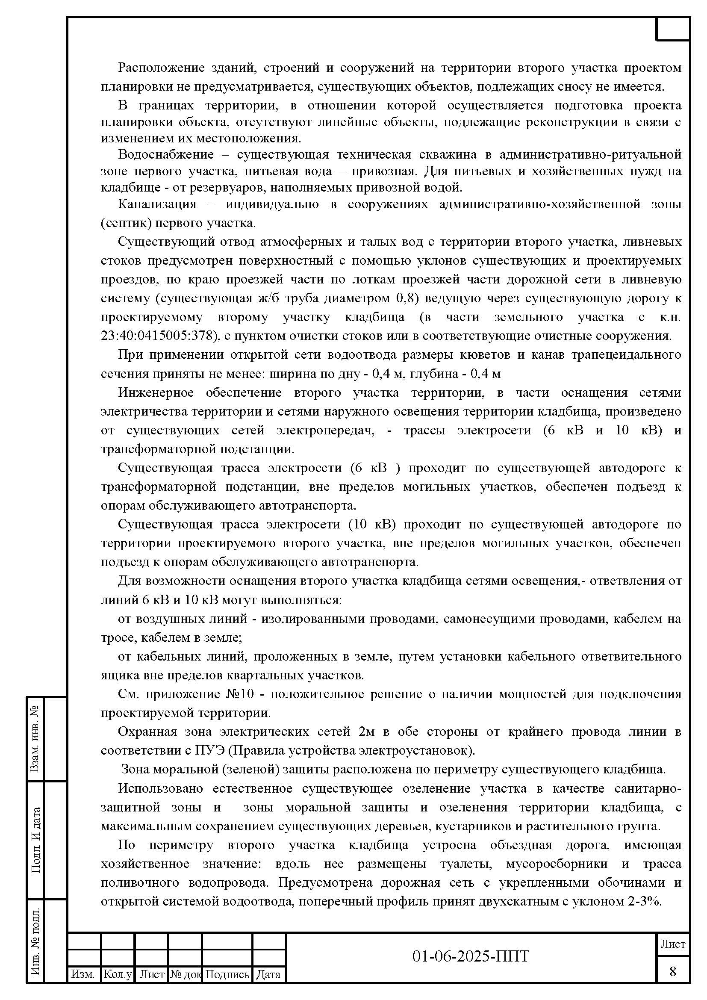 Расположение зданий, строений и сооружений на территории второго участка проектом
планировки не предусматривается, существующих объектов, подлежащих сносу не имеется.
В границах территории, в отношении которой осуществляется подготовка проекта
планировки объекта, отсутствуют линейные объекты, подлежащие реконструкции в связи с
изменением их местоположения.
Водоснабжение – существующая техническая скважина в административно-ритуальной
зоне первого участка, питьевая вода – привозная. Для питьевых и хозяйственных нужд на
кладбище - от резервуаров, наполняемых привозной водой.
Канализация – индивидуально в сооружениях административно-хозяйственной зоны
(септик) первого участка.
Существующий отвод атмосферных и талых вод с территории второго участка, ливневых
стоков предусмотрен поверхностный с помощью уклонов существующих и проектируемых
проездов, по краю проезжей части по лоткам проезжей части дорожной сети в ливневую
систему (существующая ж/б труба диаметром 0,8) ведущую через существующую дорогу к
проектируемому второму участку кладбища (в части земельного участка с к.н.
23:40:0415005:378), с пунктом очистки стоков или в соответствующие очистные сооружения.
При применении открытой сети водоотвода размеры кюветов и канав трапецеидального
сечения приняты не менее: ширина по дну - 0,4 м, глубина - 0,4 м
Инженерное обеспечение второго участка территории, в части оснащения сетями
электричества территории и сетями наружного освещения территории кладбища, произведено
от существующих сетей электропередач, - трассы электросети (6 кВ и 10 кВ) и
трансформаторной подстанции.
Существующая трасса электросети (6 кВ ) проходит по существующей автодороге к
трансформаторной подстанции, вне пределов могильных участков, обеспечен подъезд к
опорам обслуживающего автотранспорта.
Существующая трасса электросети (10 кВ) проходит по существующей автодороге по
территории проектируемого второго участка, вне пределов могильных участков, обеспечен
подъезд к опорам обслуживающего автотранспорта.
Для возможности оснащения второго участка кладбища сетями освещения,- ответвления от
линий 6 кВ и 10 кВ могут выполняться:
от воздушных линий - изолированными проводами, самонесущими проводами, кабелем на
тросе, кабелем в земле;
от кабельных линий, проложенных в земле, путем установки кабельного ответвительного
ящика вне пределов квартальных участков.
См. приложение №10 - положительное решение о наличии мощностей для подключения
проектируемой территории.
Охранная зона электрических сетей 2м в обе стороны от крайнего провода линии в
соответствии с ПУЭ (Правила устройства электроустановок).
Зона моральной (зеленой) защиты расположена по периметру существующего кладбища.
Использовано естественное существующее озеленение участка в качестве санитарно-
защитной зоны и зоны моральной защиты и озеленения территории кладбища, с
максимальным сохранением существующих деревьев, кустарников и растительного грунта.
По периметру второго участка кладбища устроена объездная дорога, имеющая
хозяйственное значение: вдоль нее размещены туалеты, мусоросборники и трасса
поливочного водопровода. Предусмотрена дорожная сеть с укрепленными обочинами и
открытой системой водоотвода, поперечный профиль принят двухскатным с уклоном 2-3%.
Взам. инв. №
Подп. И дата
Инв. № подл.
Изм. Кол.у Лист № док Подпись Дата
01-06-2025-ППТ
Лист
8